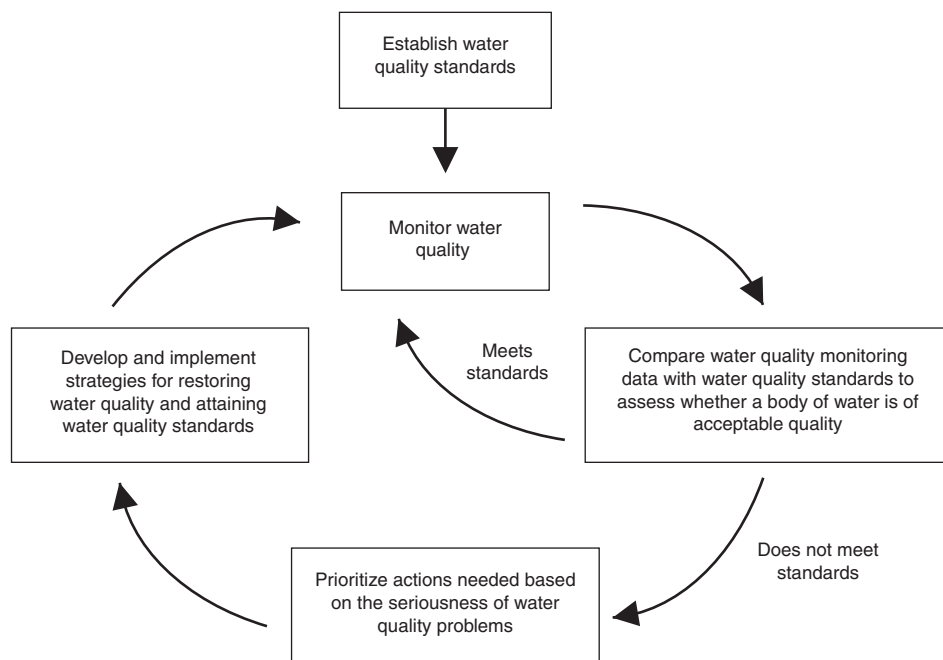 Establish water
quality standards
Monitor water
quality
Develop and implement
strategies for restoring
water quality and attaining
water quality standards
Meets
standards
Compare water quality monitoring
data with water quality standards to
assess whether a body of water is of
acceptable quality
Does not meet
standards
Prioritize actions needed based
on the seriousness of water
quality problems